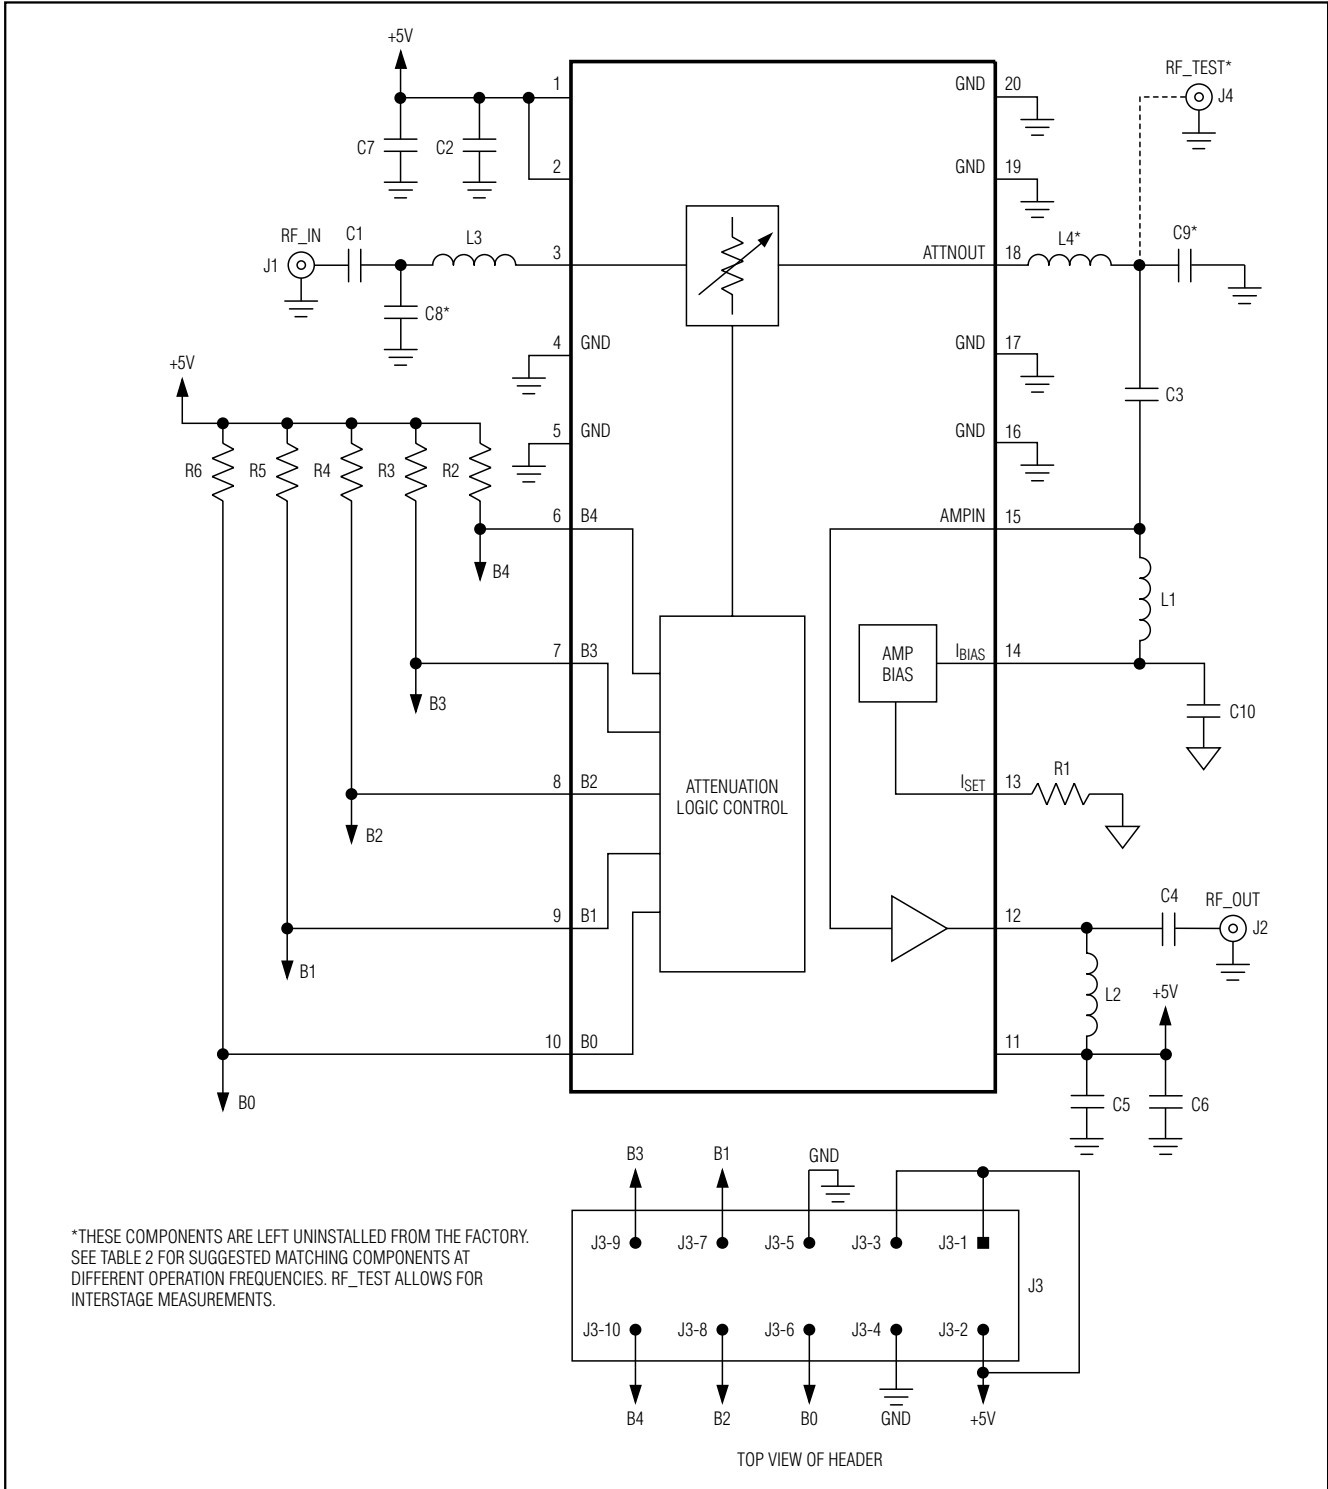 +5V
1
GND 20
RF_TEST*
J4
C7
C2
2
GND 19
RF_IN
C1
L3
J1
3
ATTNOUT 18
L4*
C9*
C8*
4 GND
GND 17
+5V
C3
5 GND
GND 16
R6
R5
R4
R3
R2
6 B4
AMPIN 15
B4
L1
7 B3
AMP
BIAS
IBIAS 14
B3
C10
8 B2
ATTENUATION
LOGIC CONTROL
ISET 13
R1
B2
9 B1
12
C4
RF_OUT
J2
B1
L2
+5V
10 B0
11
B0
C5
C6
B3
B1
GND
J3-9
J3-7
J3-5
J3-3
J3-1
J3
J3-10
J3-8
J3-6
J3-4
J3-2
B4
B2
B0
GND
+5V
TOP VIEW OF HEADER
*THESE COMPONENTS ARE LEFT UNINSTALLED FROM THE FACTORY.
SEE TABLE 2 FOR SUGGESTED MATCHING COMPONENTS AT
DIFFERENT OPERATION FREQUENCIES. RF_TEST ALLOWS FOR
INTERSTAGE MEASUREMENTS.